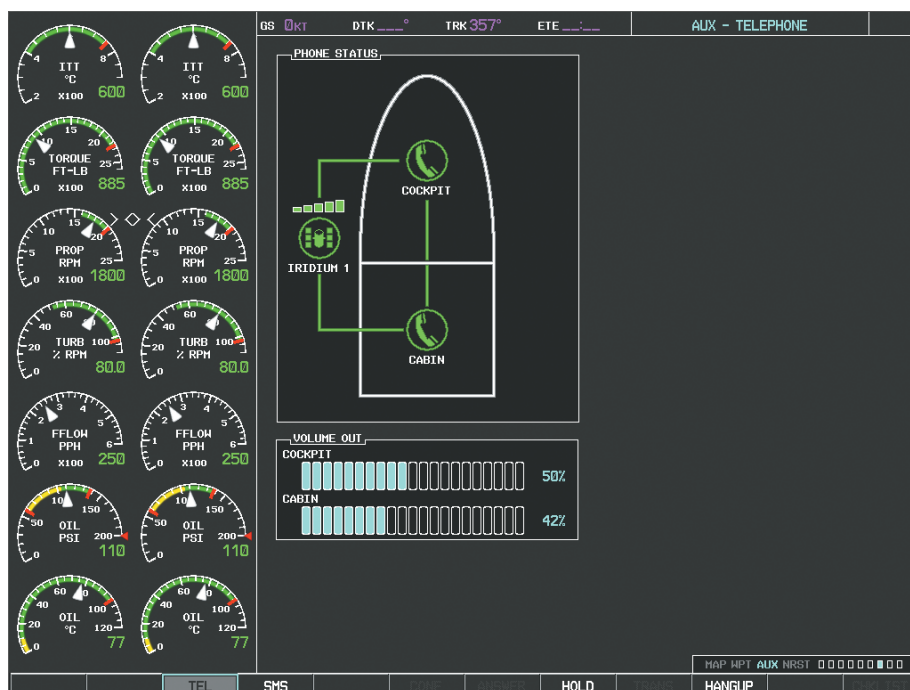 GS 0KT DTK ___° TRK 357° ETE __:__ AUX - TELEPHONE
4 8 2 ITT °C X100 600
4 8 2 ITT °C X100 600
0 5 10 15 20 25 TORQUE FT-LB X100 885
0 5 10 15 20 25 TORQUE FT-LB X100 885
0 5 10 15 20 25 PROP RPM X100 1800
0 5 10 15 20 25 PROP RPM X100 1800
0 20 40 60 100 TURB % RPM 80.0
0 20 40 60 100 TURB % RPM 80.0
0 1 2 3 4 5 6 FFLOW PPH X100 250
0 1 2 3 4 5 6 FFLOW PPH X100 250
0 50 150 200 OIL PSI 110
0 50 150 200 OIL PSI 110
0 20 40 60 100 120 OIL °C 77
0 20 40 60 100 120 OIL °C 77
PHONE STATUS
COCKPIT
IRIDIUM 1
CABIN
VOLUME OUT
COCKPIT
50%
CABIN
42%
MAP WPT AUX NRST
TEL SMS CONF ANSWER HOLD TRANS HANGUP CHKLIST